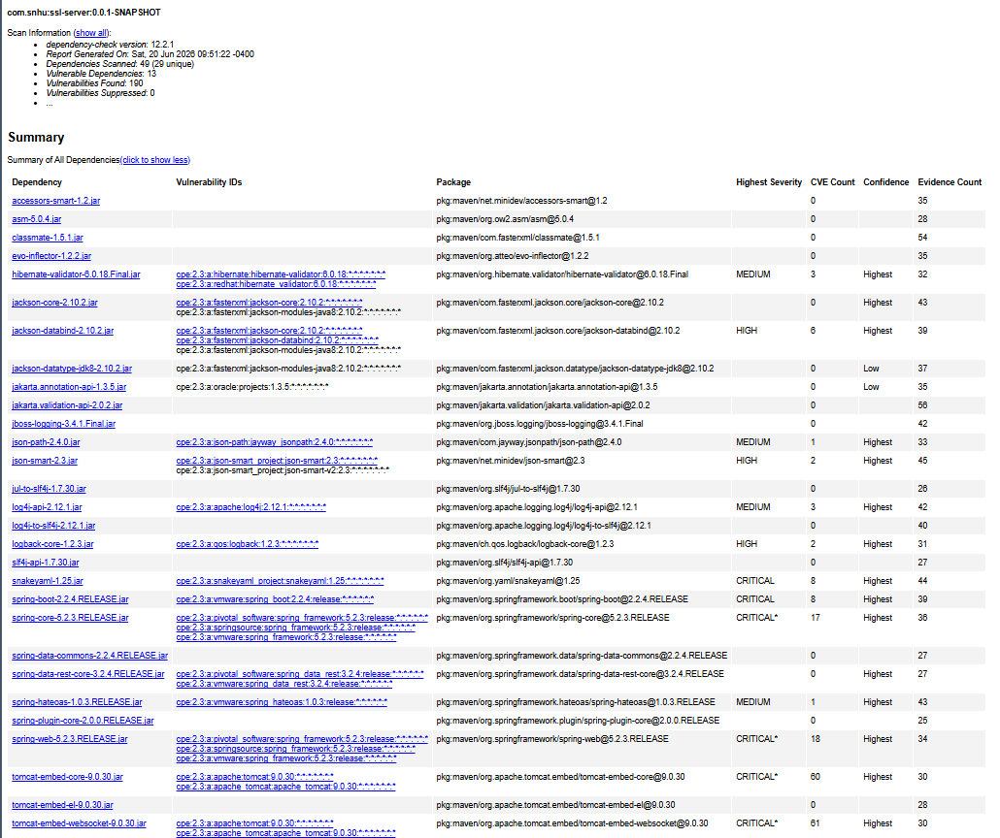 com.snhu:ssl-server:0.0.1-SNAPSHOT
Scan Information (show all):
• dependency-check version: 12.2.1
• Report Generated On: Sat, 20 Jun 2026 09:51:22 -0400
• Dependencies Scanned: 49 (29 unique)
• Vulnerable Dependencies: 13
• Vulnerabilities Found: 190
• Vulnerabilities Suppressed: 0
• ...
Summary
Summary of All Dependencies(click to show less)
Dependency Vulnerability IDs Package Highest Severity CVE Count Confidence Evidence Count
accessors-smart-1.2.jar pkg:maven/net.minidev/accessors-smart@1.2 0 35
asm-5.0.4.jar pkg:maven/org.ow2.asm/asm@5.0.4 0 28
classmate-1.5.1.jar pkg:maven/com.fasterxml/classmate@1.5.1 0 54
evo-inflector-1.2.2.jar pkg:maven/org.atteo/evo-inflector@1.2.2 0 35
hibernate-validator-6.0.18.Final.jar cpe:2.3:a:hibernate:hibernate-validator:6.0.18:*:*:*:*:*:*:* pkg:maven/org.hibernate.validator/hibernate-validator@6.0.18.Final MEDIUM 3 Highest 32
cpe:2.3:a:redhat:hibernate_validator:6.0.18:*:*:*:*:*:*:*
jackson-core-2.10.2.jar cpe:2.3:a:fasterxml:jackson-core:2.10.2:*:*:*:*:*:*:* pkg:maven/com.fasterxml.jackson.core/jackson-core@2.10.2 0 Highest 43
cpe:2.3:a:fasterxml:jackson-modules-java8:2.10.2:*:*:*:*:*:*:*
jackson-databind-2.10.2.jar cpe:2.3:a:fasterxml:jackson-core:2.10.2:*:*:*:*:*:*:* pkg:maven/com.fasterxml.jackson.core/jackson-databind@2.10.2 HIGH 6 Highest 39
cpe:2.3:a:fasterxml:jackson-databind:2.10.2:*:*:*:*:*:*:*
cpe:2.3:a:fasterxml:jackson-modules-java8:2.10.2:*:*:*:*:*:*:*
jackson-datatype-jdk8-2.10.2.jar cpe:2.3:a:fasterxml:jackson-modules-java8:2.10.2:*:*:*:*:*:*:* pkg:maven/com.fasterxml.jackson.datatype/jackson-datatype-jdk8@2.10.2 0 Low 37
jakarta.annotation-api-1.3.5.jar cpe:2.3:a:oracle:projects:1.3.5:*:*:*:*:*:*:* pkg:maven/jakarta.annotation/jakarta.annotation-api@1.3.5 0 Low 35
jakarta.validation-api-2.0.2.jar pkg:maven/jakarta.validation/jakarta.validation-api@2.0.2 0 56
jboss-logging-3.4.1.Final.jar pkg:maven/org.jboss.logging/jboss-logging@3.4.1.Final 0 42
json-path-2.4.0.jar cpe:2.3:a:json-path:jayway_jsonpath:2.4.0:*:*:*:*:*:*:* pkg:maven/com.jayway.jsonpath/json-path@2.4.0 MEDIUM 1 Highest 33
json-smart-2.3.jar cpe:2.3:a:json-smart_project:json-smart:2.3:*:*:*:*:*:*:* pkg:maven/net.minidev/json-smart@2.3 HIGH 2 Highest 45
cpe:2.3:a:json-smart_project:json-smart-v2:2.3:*:*:*:*:*:*:*
jul-to-slf4j-1.7.30.jar pkg:maven/org.slf4j/jul-to-slf4j@1.7.30 0 26
log4j-api-2.12.1.jar cpe:2.3:a:apache:log4j:2.12.1:*:*:*:*:*:*:* pkg:maven/org.apache.logging.log4j/log4j-api@2.12.1 MEDIUM 3 Highest 42
log4j-to-slf4j-2.12.1.jar pkg:maven/org.apache.logging.log4j/log4j-to-slf4j@2.12.1 0 40
logback-core-1.2.3.jar cpe:2.3:a:qos:logback:1.2.3:*:*:*:*:*:*:* pkg:maven/ch.qos.logback/logback-core@1.2.3 HIGH 2 Highest 31
slf4j-api-1.7.30.jar pkg:maven/org.slf4j/slf4j-api@1.7.30 0 27
snakeyaml-1.25.jar cpe:2.3:a:snakeyaml_project:snakeyaml:1.25:*:*:*:*:*:*:* pkg:maven/org.yaml/snakeyaml@1.25 CRITICAL 8 Highest 44
spring-boot-2.2.4.RELEASE.jar cpe:2.3:a:vmware:spring_boot:2.2.4:release:*:*:*:*:*:* pkg:maven/org.springframework.boot/spring-boot@2.2.4.RELEASE CRITICAL 8 Highest 39
spring-core-5.2.3.RELEASE.jar cpe:2.3:a:pivotal_software:spring_framework:5.2.3:release:*:*:*:*:*:* pkg:maven/org.springframework/spring-core@5.2.3.RELEASE CRITICAL* 17 Highest 36
cpe:2.3:a:springsource:spring_framework:5.2.3:release:*:*:*:*:*:*
cpe:2.3:a:vmware:spring_framework:5.2.3:release:*:*:*:*:*:*
spring-data-commons-2.2.4.RELEASE.jar pkg:maven/org.springframework.data/spring-data-commons@2.2.4.RELEASE 0 27
spring-data-rest-core-3.2.4.RELEASE.jar cpe:2.3:a:pivotal_software:spring_data_rest:3.2.4:release:*:*:*:*:*:* pkg:maven/org.springframework.data/spring-data-rest-core@3.2.4.RELEASE 0 Highest 27
cpe:2.3:a:vmware:spring_data_rest:3.2.4:release:*:*:*:*:*:*
spring-hateoas-1.0.3.RELEASE.jar cpe:2.3:a:vmware:spring_hateoas:1.0.3:release:*:*:*:*:*:* pkg:maven/org.springframework.hateoas/spring-hateoas@1.0.3.RELEASE MEDIUM 1 Highest 43
spring-plugin-core-2.0.0.RELEASE.jar pkg:maven/org.springframework.plugin/spring-plugin-core@2.0.0.RELEASE 0 25
spring-web-5.2.3.RELEASE.jar cpe:2.3:a:pivotal_software:spring_framework:5.2.3:release:*:*:*:*:*:* pkg:maven/org.springframework/spring-web@5.2.3.RELEASE CRITICAL* 18 Highest 34
cpe:2.3:a:springsource:spring_framework:5.2.3:release:*:*:*:*:*:*
cpe:2.3:a:vmware:spring_framework:5.2.3:release:*:*:*:*:*:*
tomcat-embed-core-9.0.30.jar cpe:2.3:a:apache:tomcat:9.0.30:*:*:*:*:*:*:* pkg:maven/org.apache.tomcat.embed/tomcat-embed-core@9.0.30 CRITICAL* 60 Highest 30
cpe:2.3:a:apache_tomcat:apache_tomcat:9.0.30:*:*:*:*:*:*:*
tomcat-embed-el-9.0.30.jar pkg:maven/org.apache.tomcat.embed/tomcat-embed-el@9.0.30 0 28
tomcat-embed-websocket-9.0.30.jar cpe:2.3:a:apache:tomcat:9.0.30:*:*:*:*:*:*:* pkg:maven/org.apache.tomcat.embed/tomcat-embed-websocket@9.0.30 CRITICAL* 61 Highest 30
cpe:2.3:a:apache_tomcat:apache_tomcat:9.0.30:*:*:*:*:*:*:*